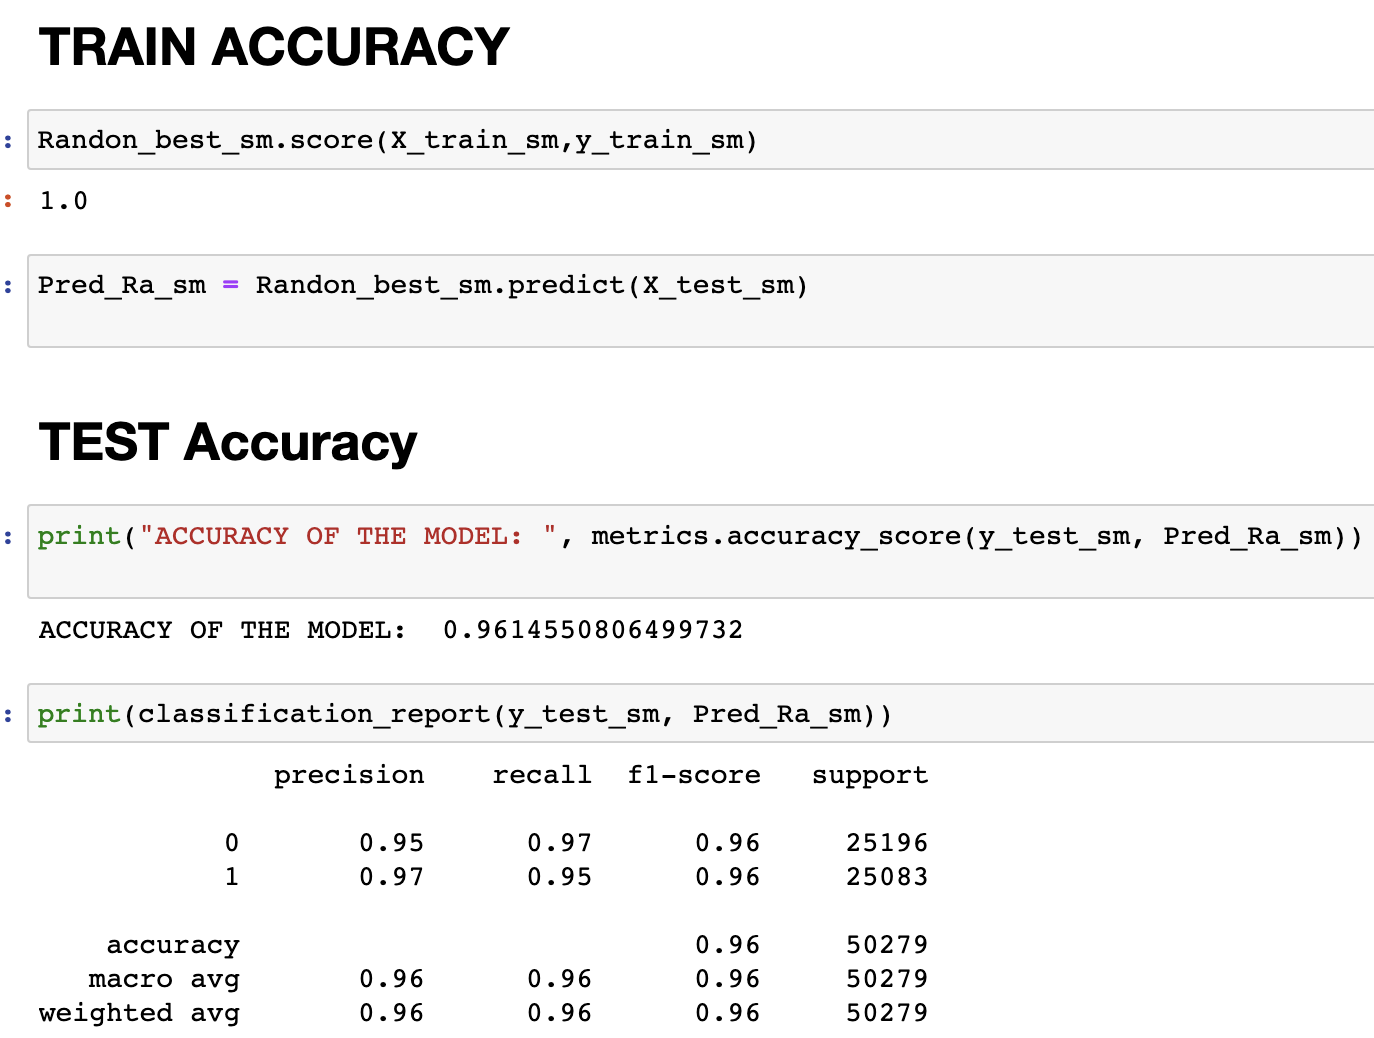 TRAIN ACCURACY
: Randon_best_sm.score(X_train_sm,y_train_sm)
: 1.0
: Pred_Ra_sm = Randon_best_sm.predict(X_test_sm)
TEST Accuracy
: print("ACCURACY OF THE MODEL: ", metrics.accuracy_score(y_test_sm, Pred_Ra_sm))
ACCURACY OF THE MODEL:  0.9614550806499732
: print(classification_report(y_test_sm, Pred_Ra_sm))
precision recall f1-score support
0 0.95 0.97 0.96 25196
1 0.97 0.95 0.96 25083
accuracy 0.96 50279
macro avg 0.96 0.96 0.96 50279
weighted avg 0.96 0.96 0.96 50279